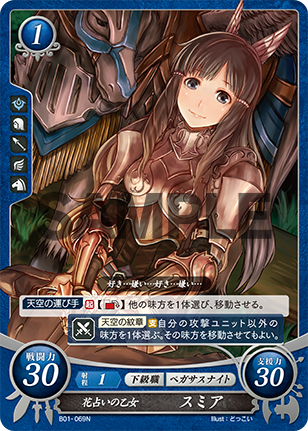 1
SAMPLE
好き…嫌い…好き…嫌い…
天空の運び手 起【】他の味方を1体選び、移動させる。
天空の紋章 支 自分の攻撃ユニット以外の
味方を1体選ぶ。その味方を移動させてもよい。
戦闘力
30
射程 1 下級職 ペガサスナイト
支援力
30
花占いの乙女 スミア
B01-069N
Illust:どっこい